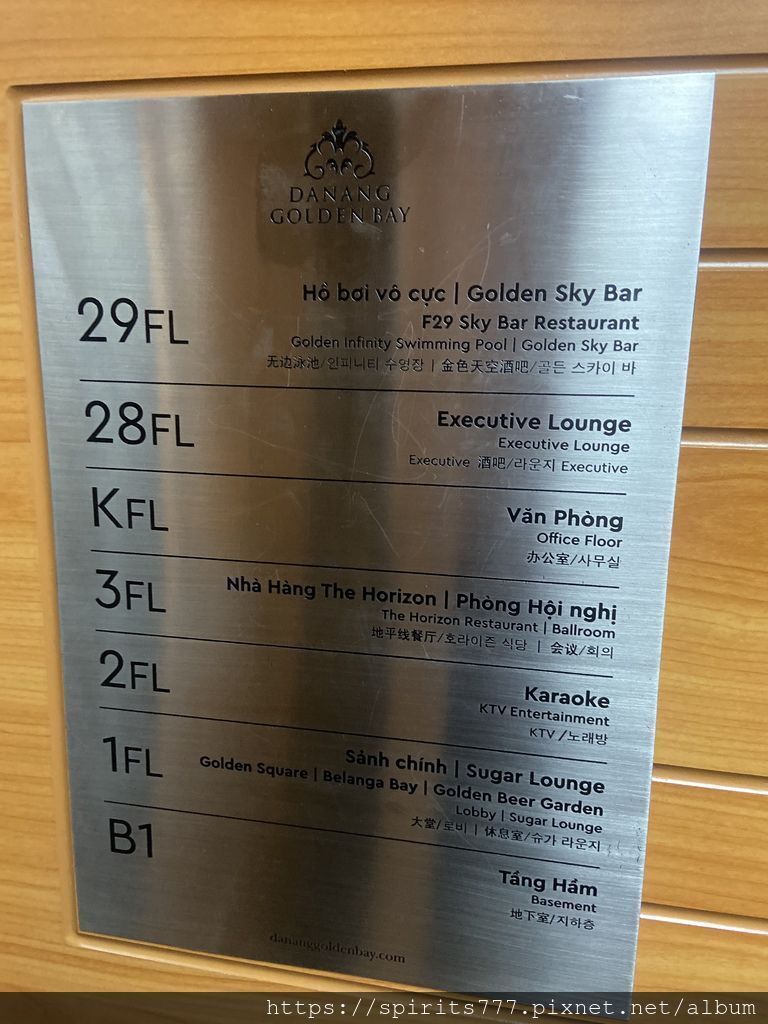 DANANG
GOLDEN BAY
29FL
Hồ bơi vô cực | Golden Sky Bar
F29 Sky Bar Restaurant
Golden Infinity Swimming Pool | Golden Sky Bar
无边泳池/인피니티 수영장 | 金色天空酒吧/골든 스카이 바
28FL
Executive Lounge
Executive Lounge
Executive 酒吧/라운지 Executive
KFL
Văn Phòng
Office Floor
办公室/사무실
3FL
Nhà Hàng The Horizon | Phòng Hội nghị
The Horizon Restaurant | Ballroom
地平线餐厅/호라이즌 식당 | 会议/회의
2FL
Karaoke
KTV Entertainment
KTV /노래방
1FL
Sảnh chính | Sugar Lounge
Golden Square | Belanga Bay | Golden Beer Garden
Lobby | Sugar Lounge
大堂/로비 | 休息室/슈가 라운지
B1
Tầng Hầm
Basement
地下室/지하층
dananggoldenbay.com
https://spirits777.pixnet.net/album